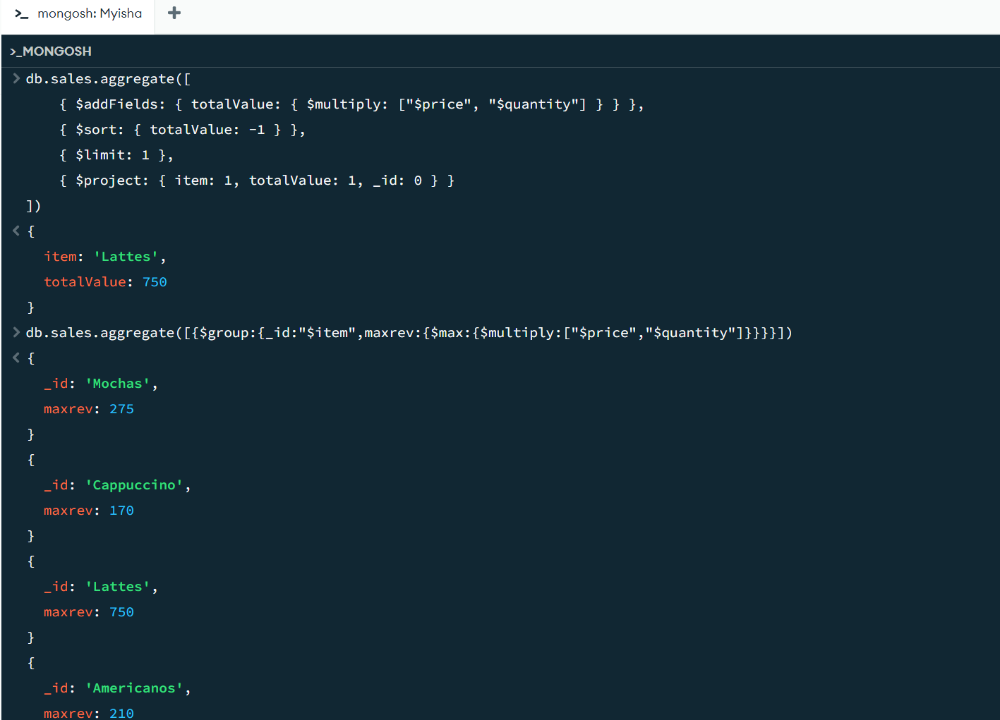 >_ mongosh: Myisha +
>_MONGOSH
> db.sales.aggregate([
{ $addFields: { totalValue: { $multiply: ["$price", "$quantity"] } } },
{ $sort: { totalValue: -1 } },
{ $limit: 1 },
{ $project: { item: 1, totalValue: 1, _id: 0 } }
])
< {
item: 'Lattes',
totalValue: 750
}
> db.sales.aggregate([{$group:{_id:"$item",maxrev:{$max:{$multiply:["$price","$quantity"]}}}}])
< {
_id: 'Mochas',
maxrev: 275
}
{
_id: 'Cappuccino',
maxrev: 170
}
{
_id: 'Lattes',
maxrev: 750
}
{
_id: 'Americanos',
maxrev: 210